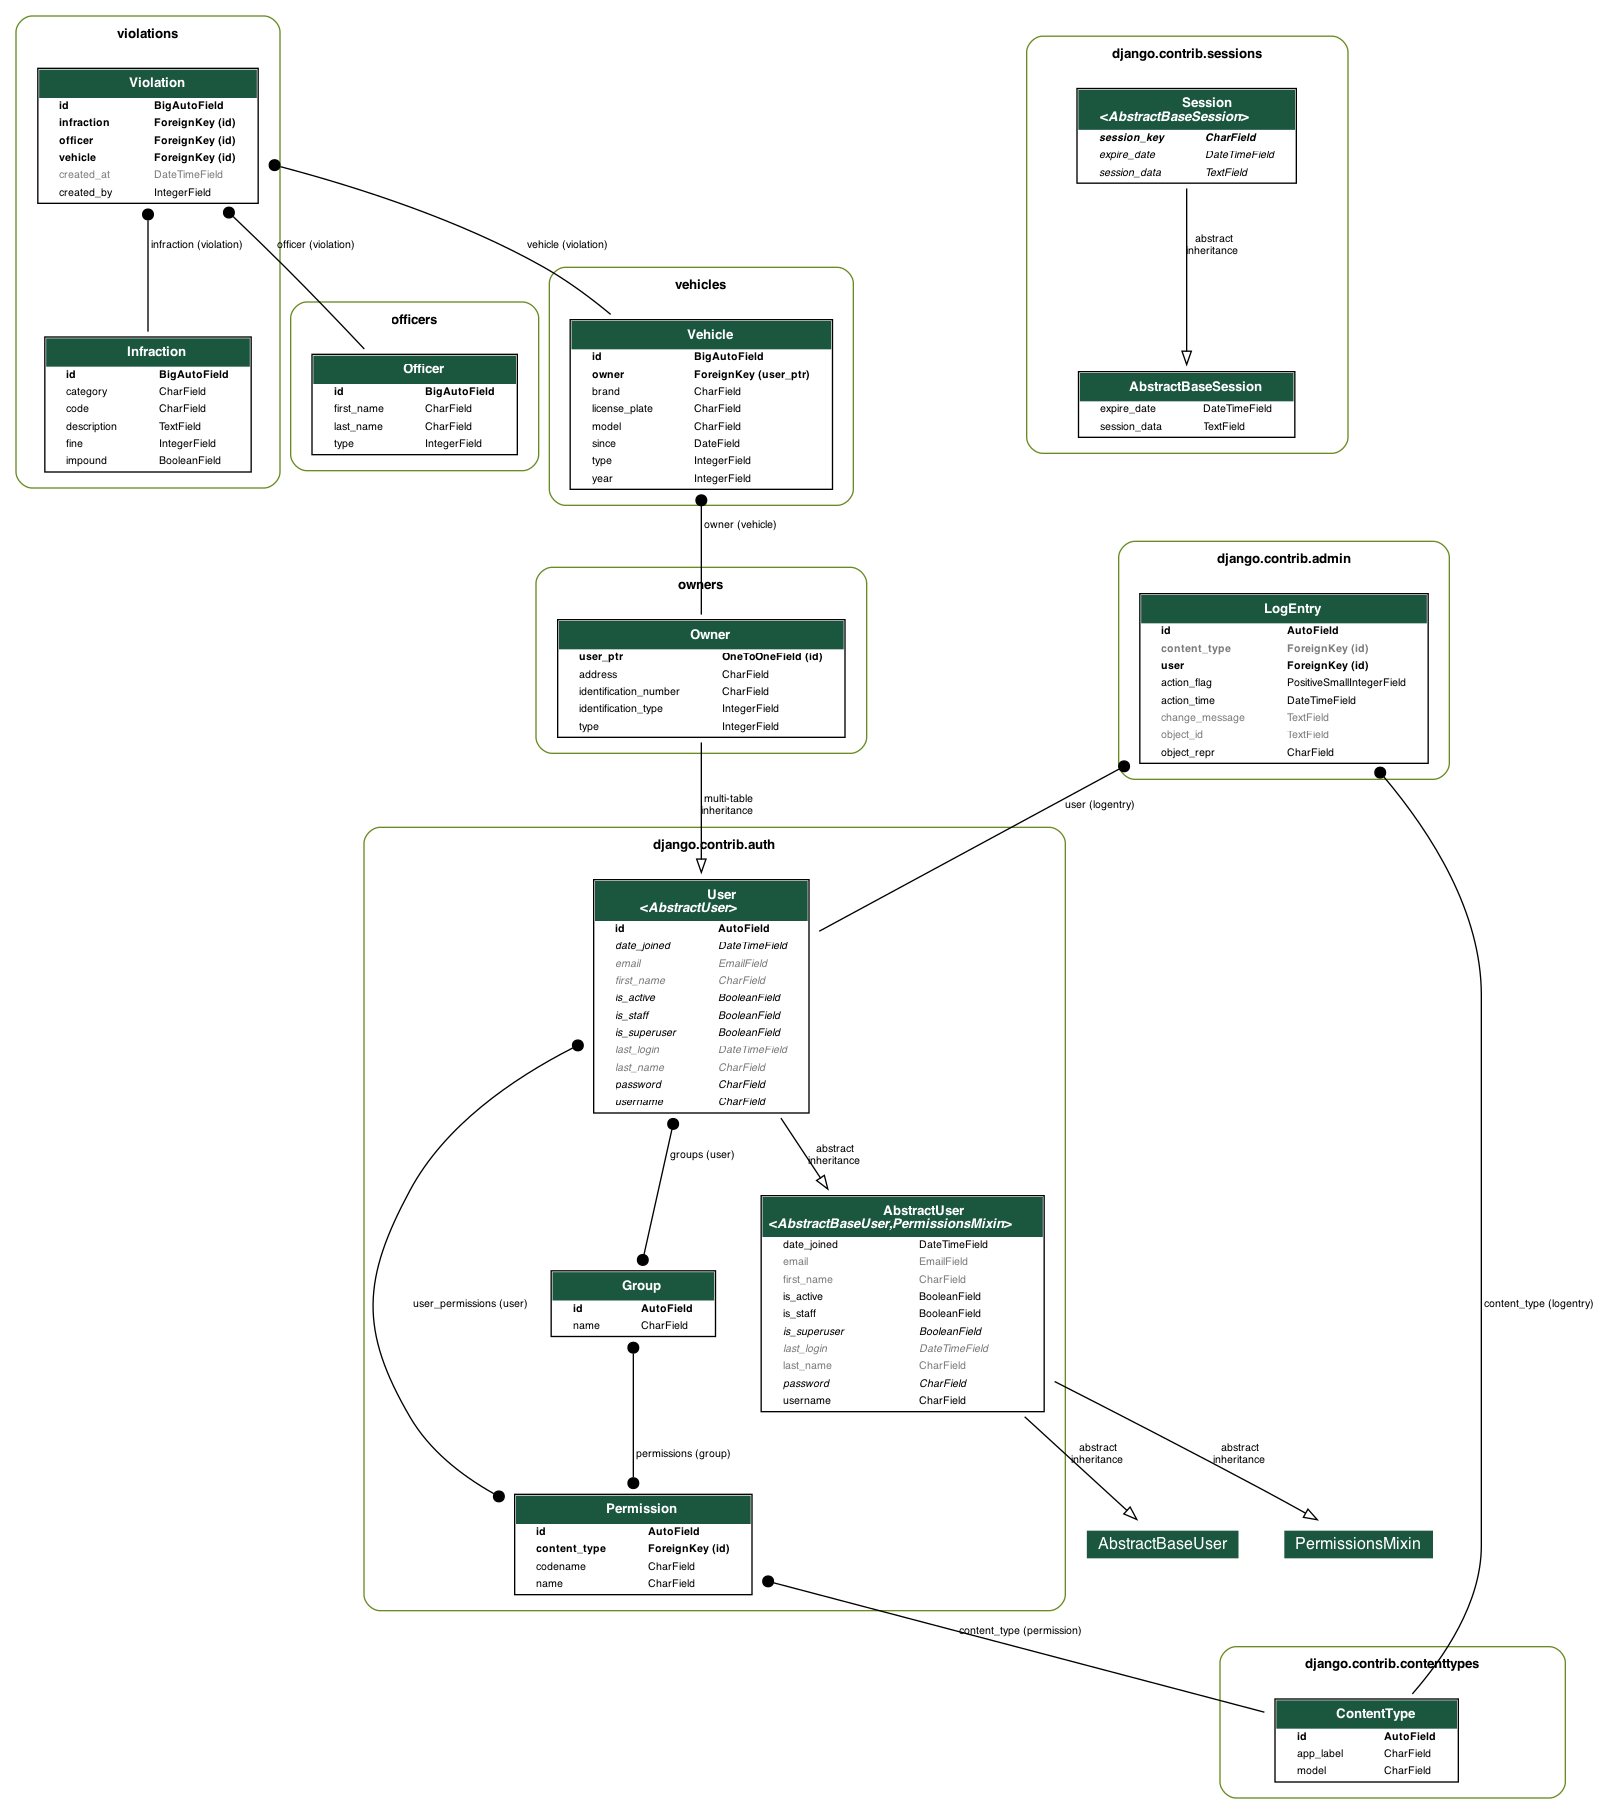 violations
Violation
id BigAutoField
infraction ForeignKey (id)
officer ForeignKey (id)
vehicle ForeignKey (id)
created_at DateTimeField
created_by IntegerField
infraction (violation)
officer (violation)
vehicle (violation)
Infraction
id BigAutoField
category CharField
code CharField
description TextField
fine IntegerField
impound BooleanField
officers
Officer
id BigAutoField
first_name CharField
last_name CharField
type IntegerField
vehicles
Vehicle
id BigAutoField
owner ForeignKey (user_ptr)
brand CharField
license_plate CharField
model CharField
since DateField
type IntegerField
year IntegerField
owner (vehicle)
django.contrib.sessions
Session
<AbstractBaseSession>
session_key CharField
expire_date DateTimeField
session_data TextField
abstract
inheritance
AbstractBaseSession
expire_date DateTimeField
session_data TextField
owners
Owner
user_ptr OneToOneField (id)
address CharField
identification_number CharField
identification_type IntegerField
type IntegerField
multi-table
inheritance
django.contrib.admin
LogEntry
id AutoField
content_type ForeignKey (id)
user ForeignKey (id)
action_flag PositiveSmallIntegerField
action_time DateTimeField
change_message TextField
object_id TextField
object_repr CharField
user (logentry)
content_type (logentry)
django.contrib.auth
User
<AbstractUser>
id AutoField
date_joined DateTimeField
email EmailField
first_name CharField
is_active BooleanField
is_staff BooleanField
is_superuser BooleanField
last_login DateTimeField
last_name CharField
password CharField
username CharField
groups (user)
abstract
inheritance
user_permissions (user)
AbstractUser
<AbstractBaseUser,PermissionsMixin>
date_joined DateTimeField
email EmailField
first_name CharField
is_active BooleanField
is_staff BooleanField
is_superuser BooleanField
last_login DateTimeField
last_name CharField
password CharField
username CharField
Group
id AutoField
name CharField
permissions (group)
abstract
inheritance
abstract
inheritance
Permission
id AutoField
content_type ForeignKey (id)
codename CharField
name CharField
AbstractBaseUser
PermissionsMixin
content_type (permission)
django.contrib.contenttypes
ContentType
id AutoField
app_label CharField
model CharField